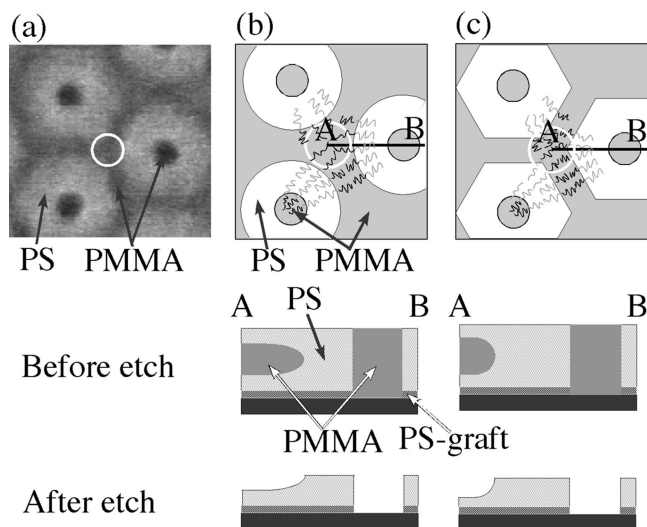 (a) (b) (c)
A B A B
PS PMMA PS PMMA
A PS B A B
Before etch
PMMA PS-graft
After etch